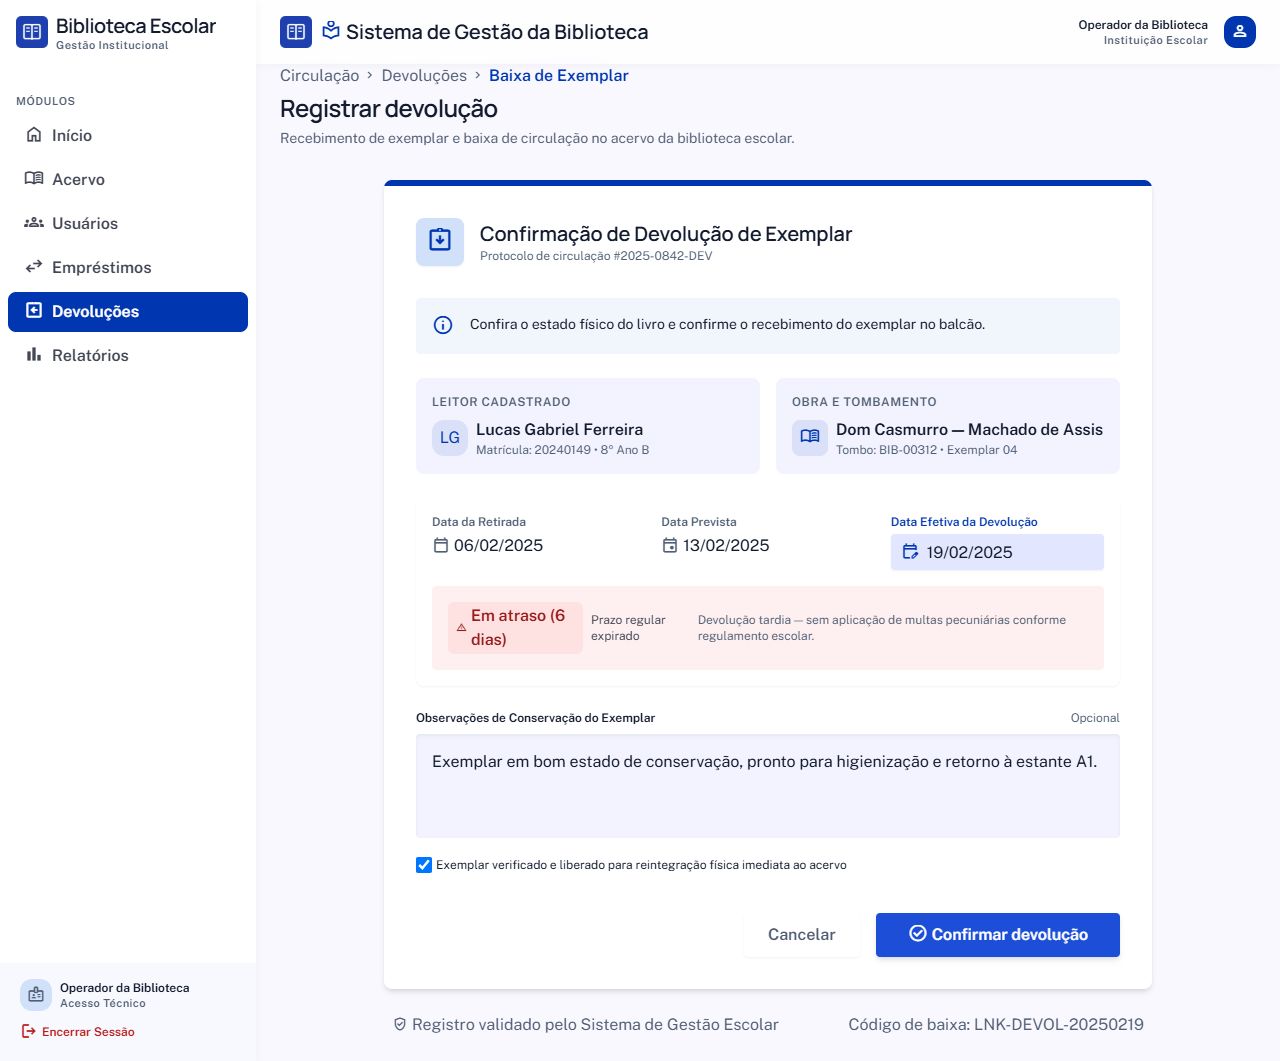 Biblioteca Escolar
Gestão Institucional
MÓDULOS
Início
Acervo
Usuários
Empréstimos
Devoluções
Relatórios
Operador da Biblioteca
Acesso Técnico
Encerrar Sessão
Sistema de Gestão da Biblioteca
Operador da Biblioteca
Instituição Escolar
Circulação › Devoluções › Baixa de Exemplar
Registrar devolução
Recebimento de exemplar e baixa de circulação no acervo da biblioteca escolar.
Confirmação de Devolução de Exemplar
Protocolo de circulação #2025-0842-DEV
Confira o estado físico do livro e confirme o recebimento do exemplar no balcão.
LEITOR CADASTRADO
LG
Lucas Gabriel Ferreira
Matrícula: 20240149 • 8º Ano B
OBRA E TOMBAMENTO
Dom Casmurro — Machado de Assis
Tombo: BIB-00312 • Exemplar 04
Data da Retirada
06/02/2025
Data Prevista
13/02/2025
Data Efetiva da Devolução
19/02/2025
Em atraso (6
dias)
Prazo regular
expirado
Devolução tardia — sem aplicação de multas pecuniárias conforme
regulamento escolar.
Observações de Conservação do Exemplar
Opcional
Exemplar em bom estado de conservação, pronto para higienização e retorno à estante A1.
Exemplar verificado e liberado para reintegração física imediata ao acervo
Cancelar
Confirmar devolução
Registro validado pelo Sistema de Gestão Escolar
Código de baixa: LNK-DEVOL-20250219